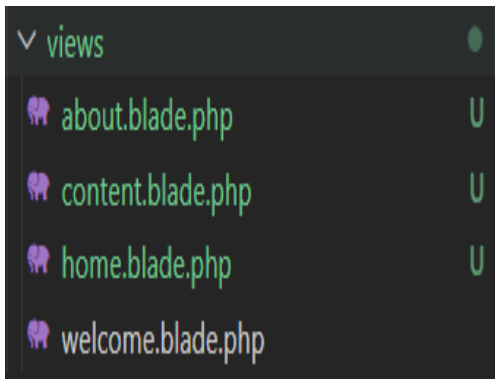 views
about.blade.php U
content.blade.php U
home.blade.php U
welcome.blade.php